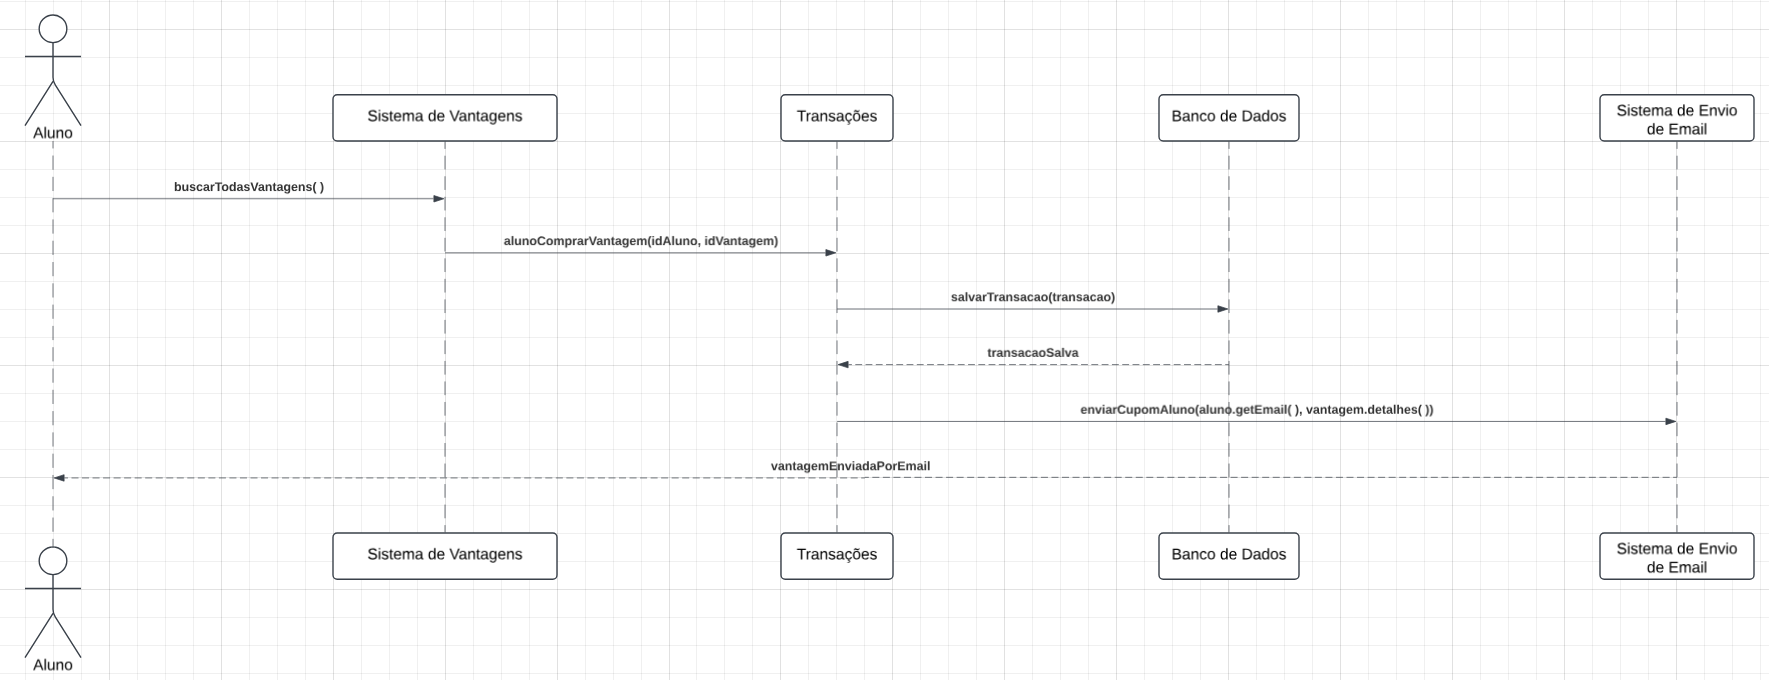 Aluno
Sistema de Vantagens
Transações
Banco de Dados
Sistema de Envio
de Email
buscarTodasVantagens( )
alunoComprarVantagem(idAluno, idVantagem)
salvarTransacao(transacao)
transacaoSalva
enviarCupomAluno(aluno.getEmail( ), vantagem.detalhes( ))
vantagemEnviadaPorEmail
Sistema de Vantagens
Transações
Banco de Dados
Sistema de Envio
de Email
Aluno